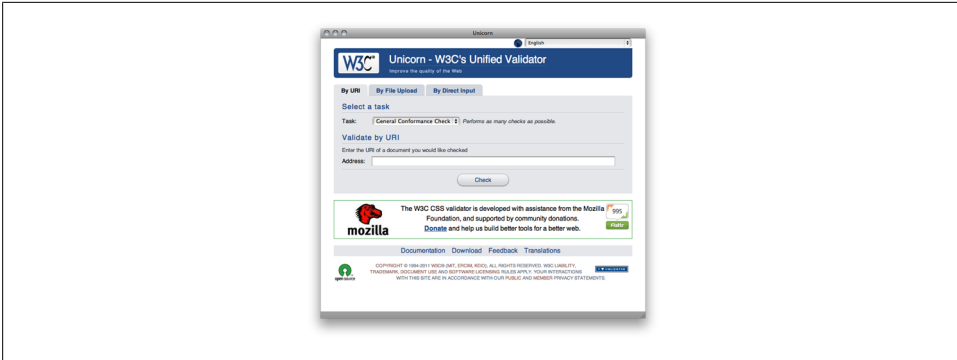 Unicorn
English
W3C® Unicorn - W3C's Unified Validator
Improve the quality of the Web
By URI By File Upload By Direct Input
Select a task
Task: General Conformance Check Performs as many checks as possible.
Validate by URI
Enter the URI of a document you would like checked
Address:
Check
The W3C CSS validator is developed with assistance from the Mozilla
Foundation, and supported by community donations.
Donate and help us build better tools for a better web.
mozilla
995
Flattr
Documentation Download Feedback Translations
COPYRIGHT © 1994-2011 W3C® (MIT, ERCIM, KEIO), ALL RIGHTS RESERVED. W3C LIABILITY,
TRADEMARK, DOCUMENT USE AND SOFTWARE LICENSING RULES APPLY. YOUR INTERACTIONS
WITH THIS SITE ARE IN ACCORDANCE WITH OUR PUBLIC AND MEMBER PRIVACY STATEMENTS.
open source
I ♥ VALIDATOR